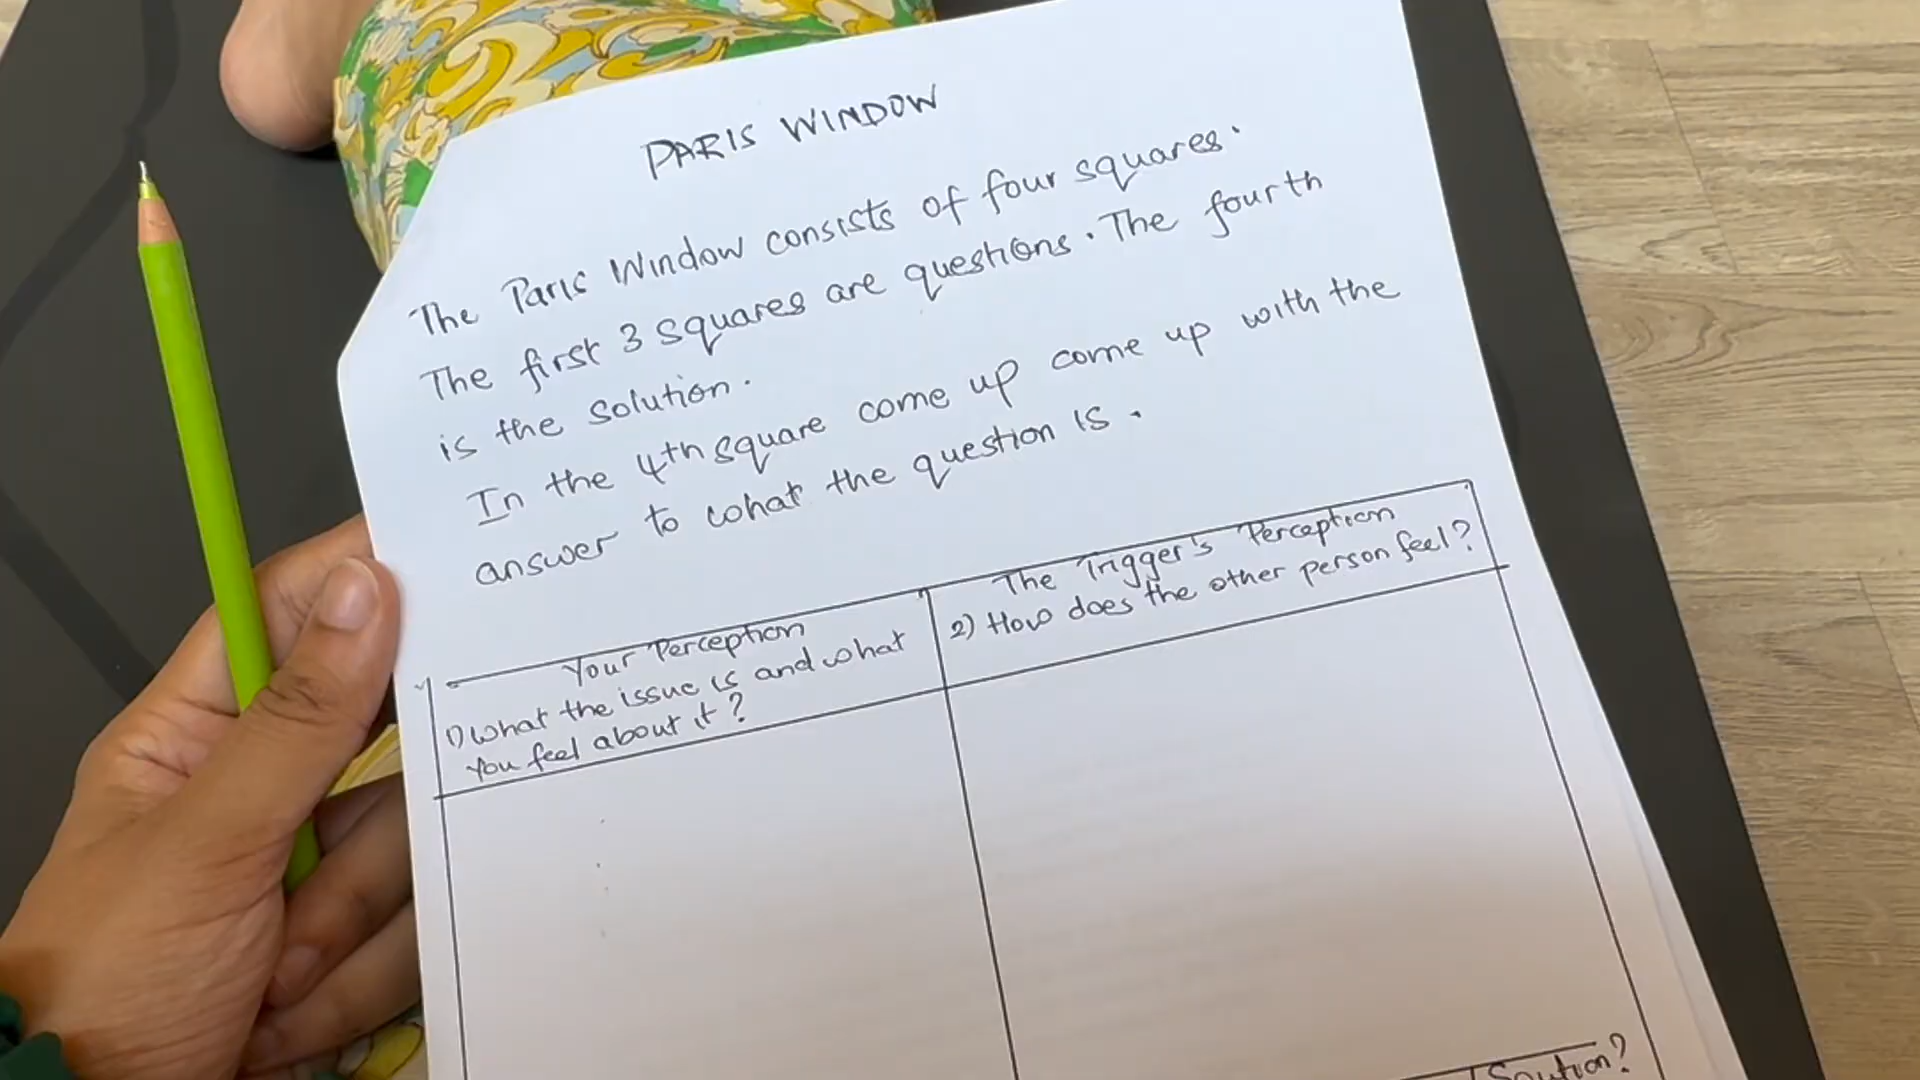 PARIS WINDOW
The Paris Window consists of four squares.
The first 3 squares are questions. The fourth
is the solution.
In the 4th square come up come up with the
answer to what the question is.
Your Perception
1) What the issue is and what
you feel about it?
The Trigger's Perception
2) How does the other person feel?